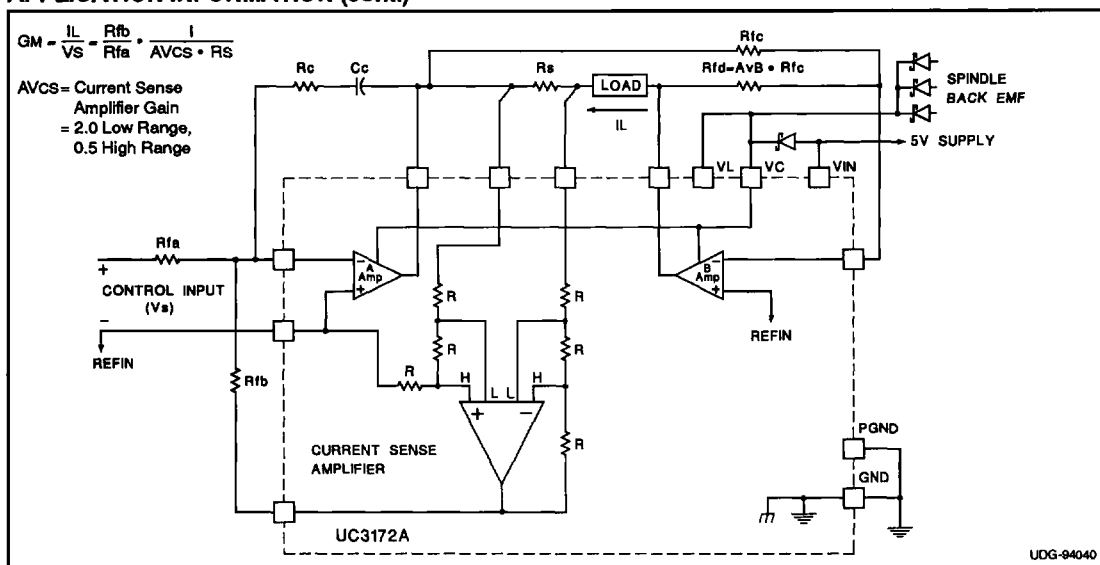 GM = IL/VS = Rfb/Rfa • I/(AVCS • RS)
AVCS = Current Sense
Amplifier Gain
= 2.0 Low Range,
0.5 High Range
Rc
Cc
Rs
LOAD
IL
Rfc
Rfd=AvB • Rfc
SPINDLE
BACK EMF
5V SUPPLY
VL
VC
VIN
Rfa
+
CONTROL INPUT
(Vs)
−
REFIN
Rfb
−
A
Amp
+
−
B
Amp
+
REFIN
R
R
R
R
R
H
L
L
H
+
−
R
CURRENT SENSE
AMPLIFIER
PGND
GND
UC3172A
UDG-94040